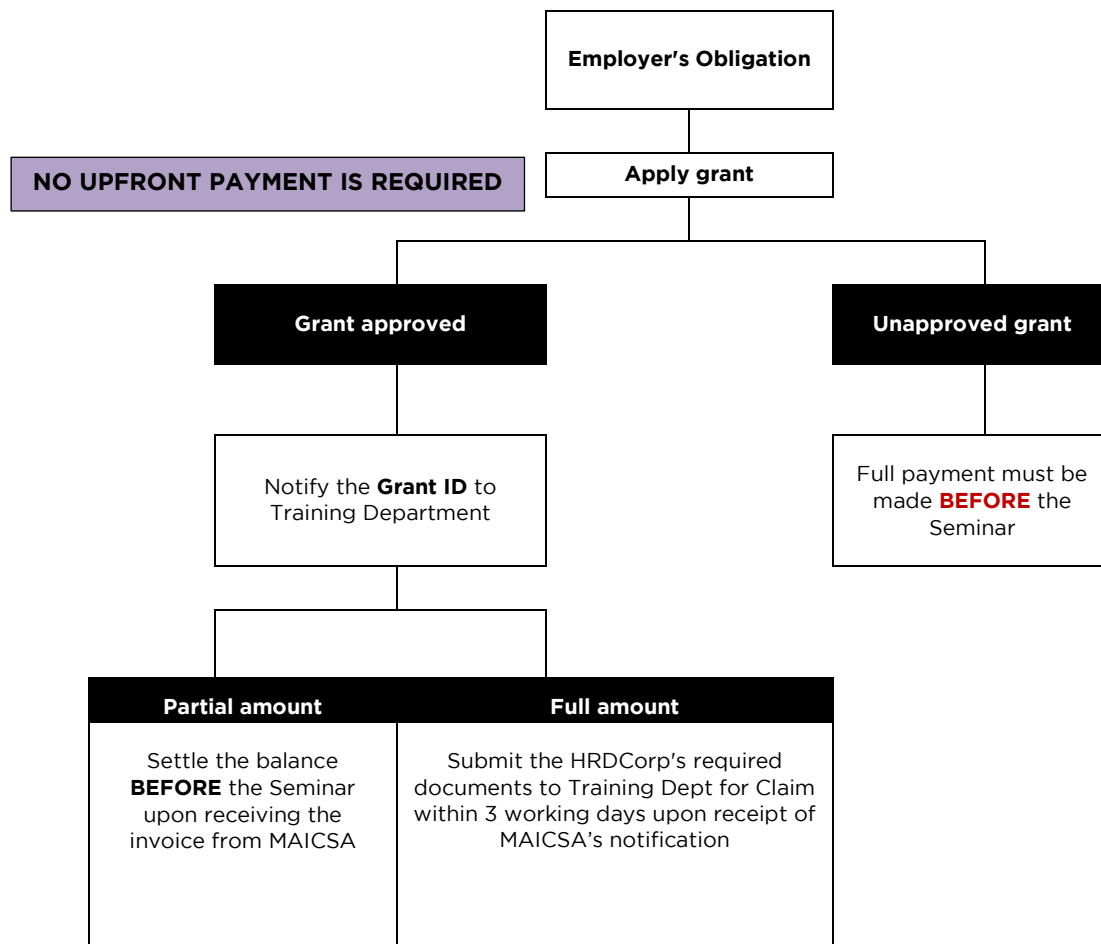 Employer's Obligation
NO UPFRONT PAYMENT IS REQUIRED
Apply grant
Grant approved
Unapproved grant
Notify the Grant ID to
Training Department
Full payment must be
made BEFORE the
Seminar
Partial amount
Full amount
Settle the balance
BEFORE the Seminar
upon receiving the
invoice from MAICSA
Submit the HRDCorp's required
documents to Training Dept for Claim
within 3 working days upon receipt of
MAICSA’s notification